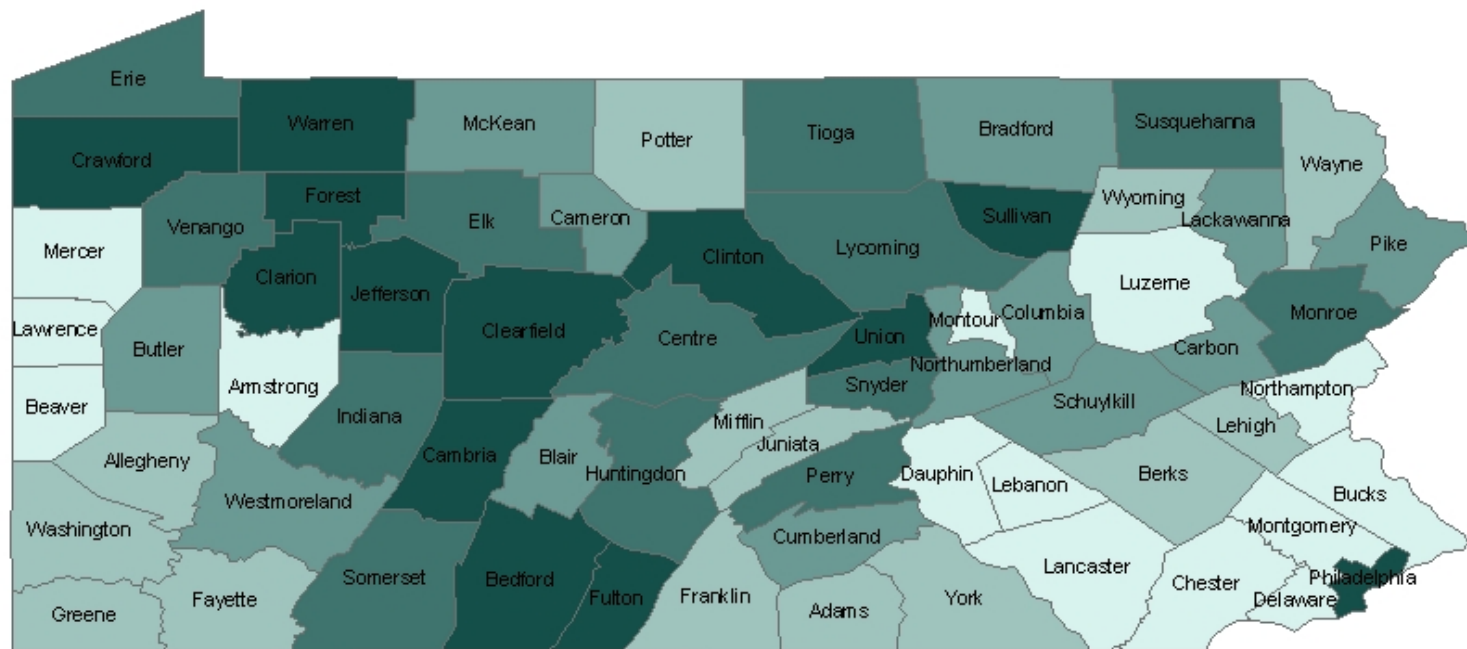 Erie
Warren
McKean
Potter
Tioga
Bradford
Susquehanna
Crawford
Wayne
Forest
Wyoming
Venango
Elk
Cameron
Sullivan
Lackawanna
Mercer
Lycoming
Pike
Clarion
Jefferson
Clinton
Luzerne
Lawrence
Butler
Clearfield
Centre
Union
Montour
Columbia
Monroe
Carbon
Armstrong
Snyder
Northumberland
Northampton
Beaver
Indiana
Mifflin
Schuylkill
Lehigh
Allegheny
Cambria
Blair
Huntingdon
Juniata
Perry
Dauphin
Lebanon
Berks
Bucks
Westmoreland
Washington
Cumberland
Montgomery
Somerset
Bedford
Fulton
Franklin
Lancaster
Chester
Philadelphia
Greene
Fayette
Adams
York
Delaware